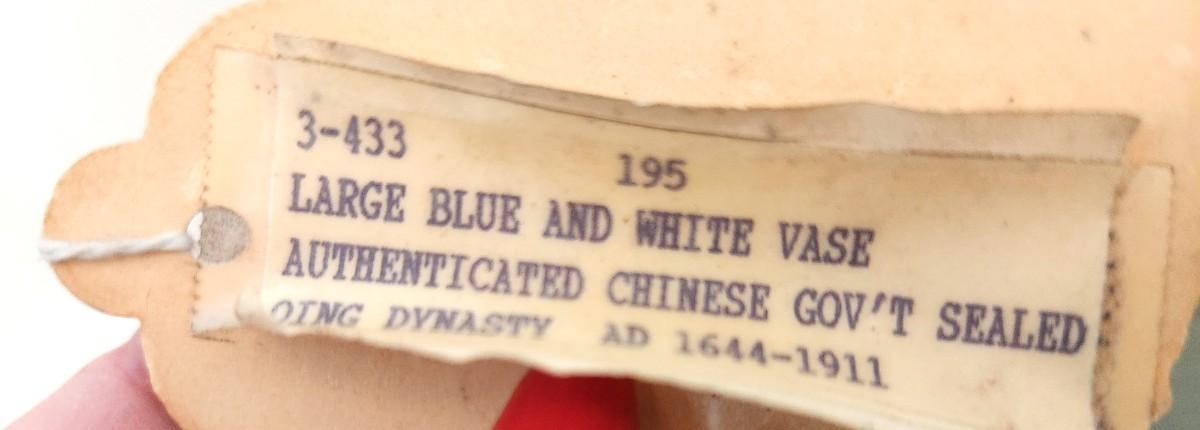 3-433
195
LARGE BLUE AND WHITE VASE
AUTHENTICATED CHINESE GOV'T SEALED
QING DYNASTY AD 1644-1911